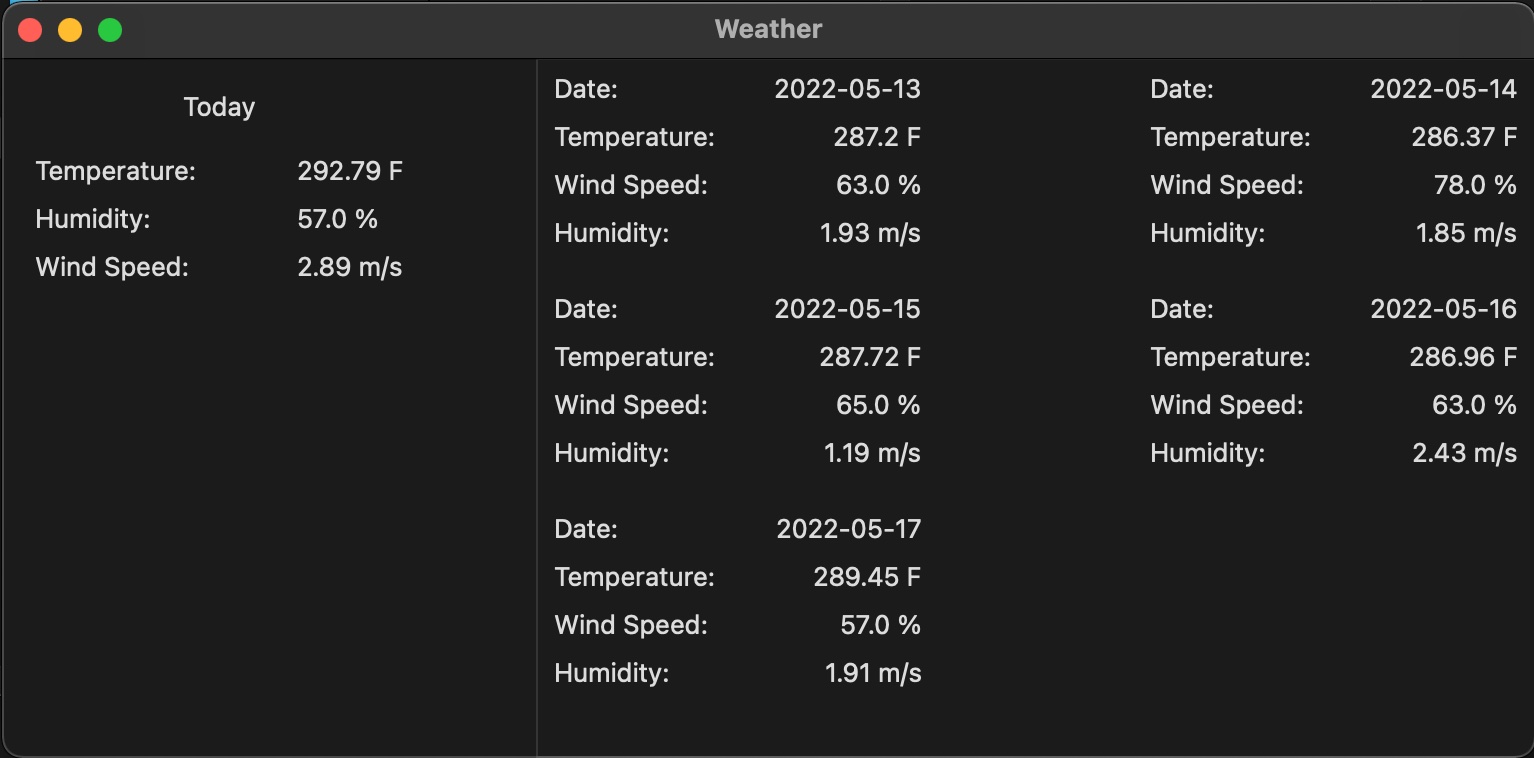 Weather
Today
Temperature: 292.79 F
Humidity: 57.0 %
Wind Speed: 2.89 m/s
Date: 2022-05-13
Temperature: 287.2 F
Wind Speed: 63.0 %
Humidity: 1.93 m/s
Date: 2022-05-14
Temperature: 286.37 F
Wind Speed: 78.0 %
Humidity: 1.85 m/s
Date: 2022-05-15
Temperature: 287.72 F
Wind Speed: 65.0 %
Humidity: 1.19 m/s
Date: 2022-05-16
Temperature: 286.96 F
Wind Speed: 63.0 %
Humidity: 2.43 m/s
Date: 2022-05-17
Temperature: 289.45 F
Wind Speed: 57.0 %
Humidity: 1.91 m/s